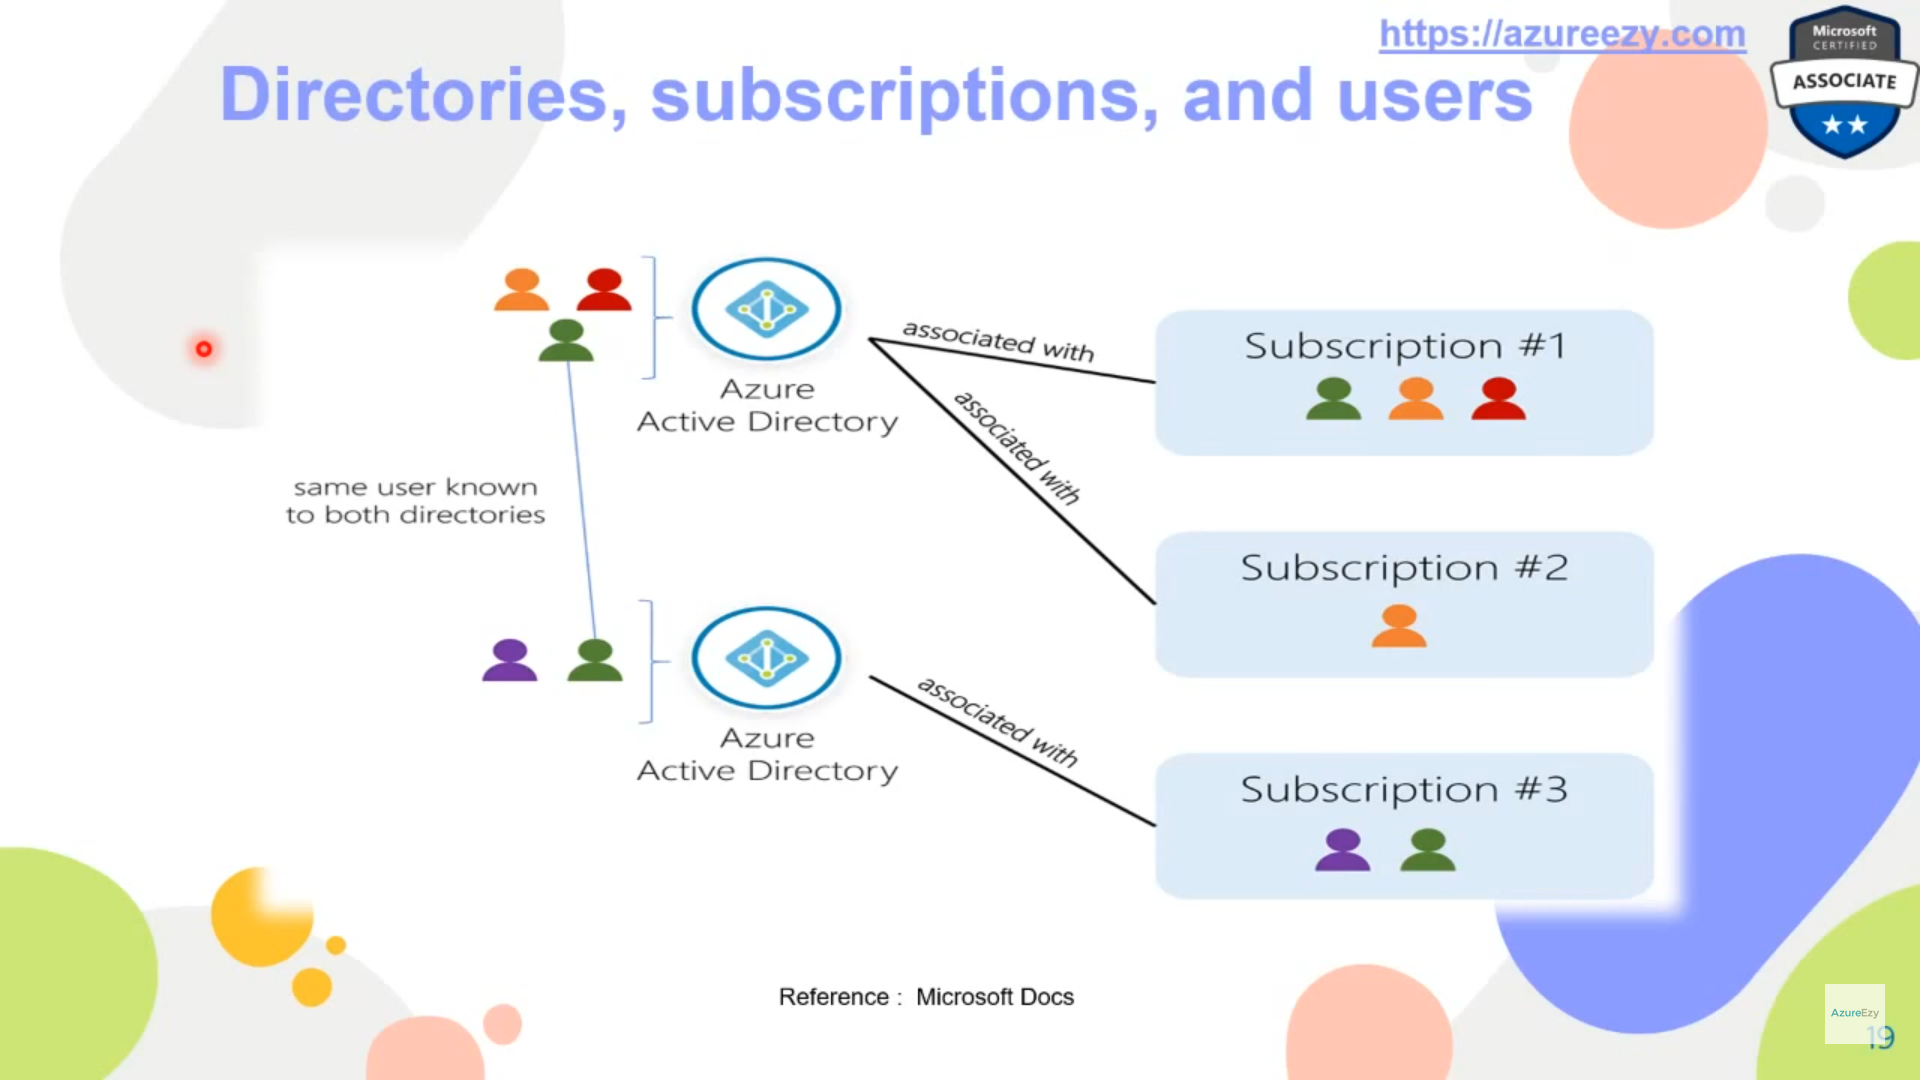 https://azureezy.com
Microsoft
CERTIFIED
ASSOCIATE
Directories, subscriptions, and users
Azure
Active Directory
associated with
Subscription #1
associated with
same user known
to both directories
Subscription #2
Azure
Active Directory
associated with
Subscription #3
Reference : Microsoft Docs
AzureEzy
19